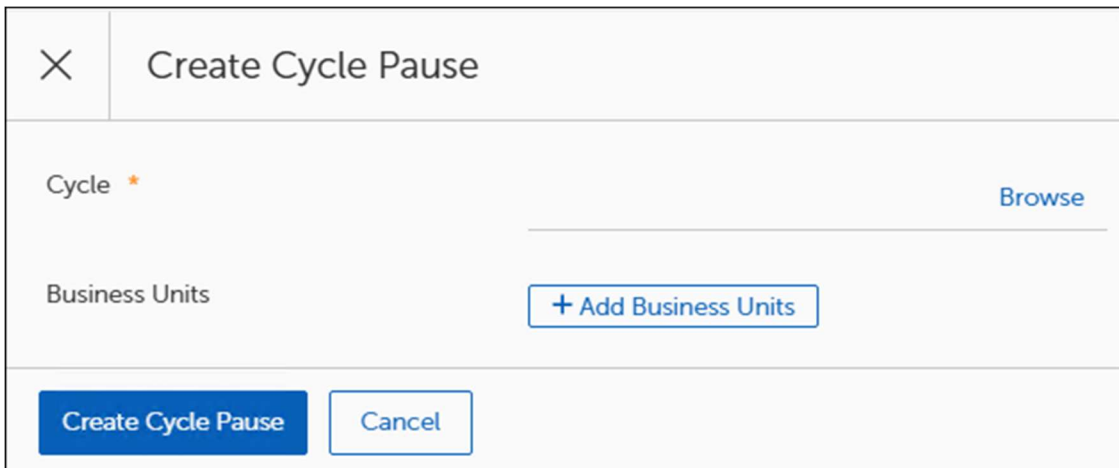 Create Cycle Pause
Cycle *
Browse
Business Units
+ Add Business Units
Create Cycle Pause
Cancel